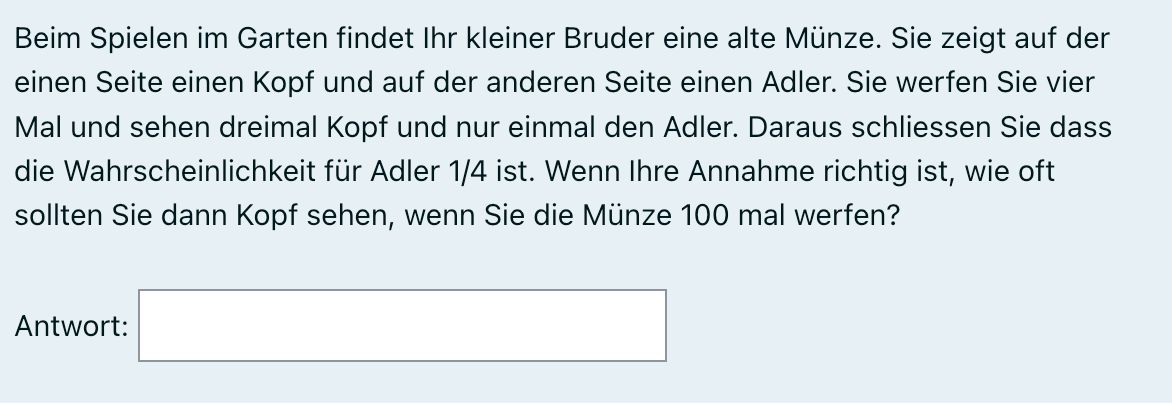 Beim Spielen im Garten findet Ihr kleiner Bruder eine alte Münze. Sie zeigt auf der
einen Seite einen Kopf und auf der anderen Seite einen Adler. Sie werfen Sie vier
Mal und sehen dreimal Kopf und nur einmal den Adler. Daraus schliessen Sie dass
die Wahrscheinlichkeit für Adler 1/4 ist. Wenn Ihre Annahme richtig ist, wie oft
sollten Sie dann Kopf sehen, wenn Sie die Münze 100 mal werfen?
Antwort: